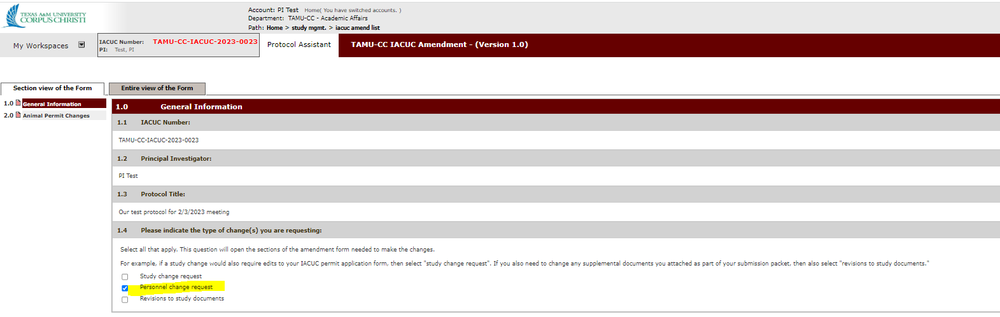 TEXAS A&M UNIVERSITY
CORPUS CHRISTI
Account: PI Test Home( You have switched accounts. )
Department: TAMU-CC - Academic Affairs
Path: Home > study mgmt. > iacuc amend list
My Workspaces
IACUC Number: TAMU-CC-IACUC-2023-0023
PI: Test, PI
Protocol Assistant
TAMU-CC IACUC Amendment - (Version 1.0)
Section view of the Form
Entire view of the Form
1.0 General Information
2.0 Animal Permit Changes
1.0 General Information
1.1 IACUC Number:
TAMU-CC-IACUC-2023-0023
1.2 Principal Investigator:
PI Test
1.3 Protocol Title:
Our test protocol for 2/3/2023 meeting
1.4 Please indicate the type of change(s) you are requesting:
Select all that apply. This question will open the sections of the amendment form needed to make the changes.
For example, if a study change would also require edits to your IACUC permit application form, then select "study change request". If you also need to change any supplemental documents you attached as part of your submission packet, then also select "revisions to study documents."*
Study change request
Personnel change request
Revisions to study documents